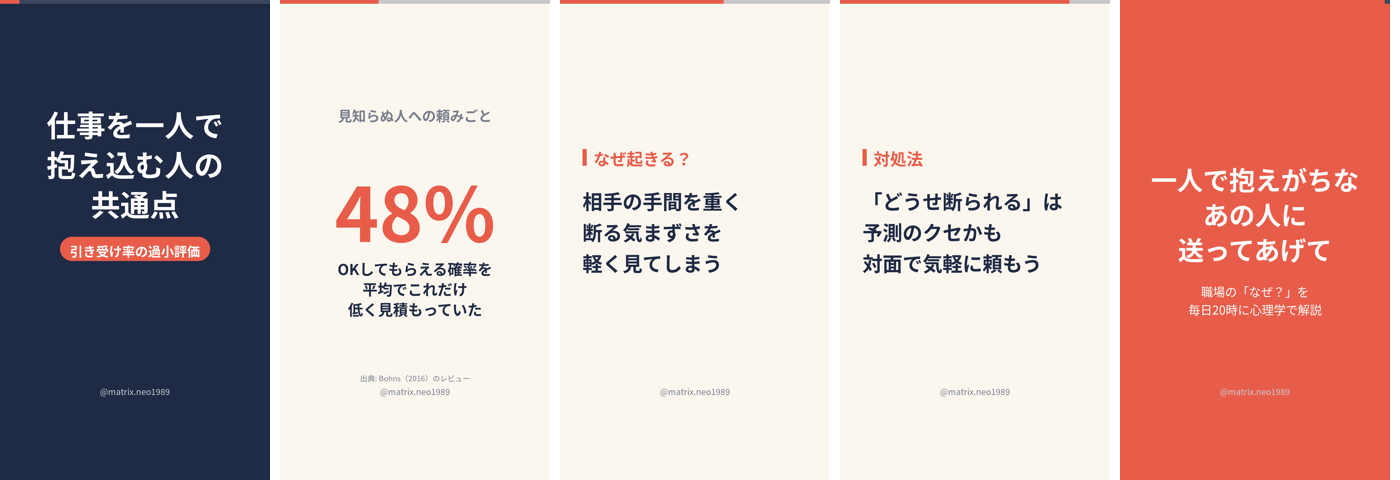 仕事を一人で
抱え込む人の
共通点
引き受け率の過小評価
@matrix.neo1989
見知らぬ人への頼みごと
48%
OKしてもらえる確率を
平均でこれだけ
低く見積もっていた
出典: Bohns（2016）のレビュー
@matrix.neo1989
なぜ起きる？
相手の手間を重く
断る気まずさを
軽く見てしまう
@matrix.neo1989
対処法
「どうせ断られる」は
予測のクセかも
対面で気軽に頼もう
@matrix.neo1989
一人で抱えがちな
あの人に
送ってあげて
職場の「なぜ？」を
毎日20時に心理学で解説
@matrix.neo1989